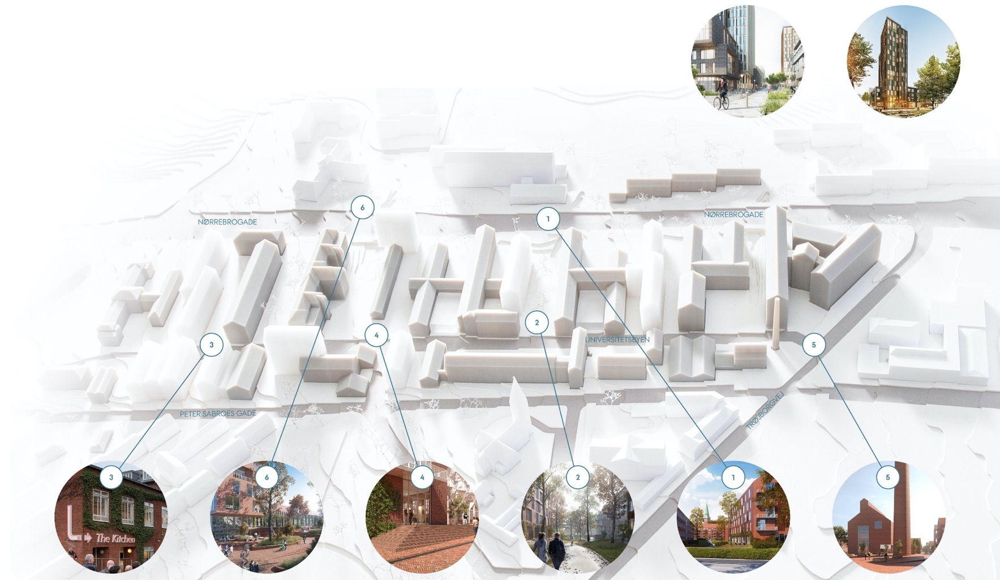 6
1
NØRREBROGADE
NØRREBROGADE
2
4
3
UNIVERSITETSBYEN
5
PETER SABROES GADE
TRØJBORGVEJ
3
The Kitchen
6
4
2
1
5